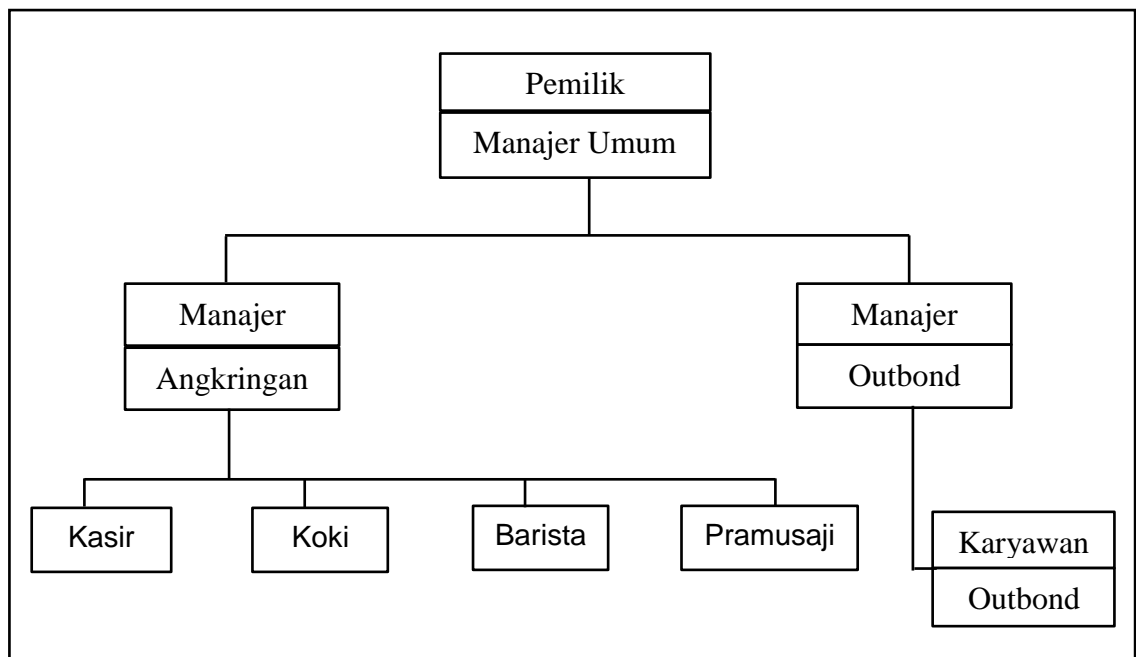 Pemilik
Manajer Umum
Manajer
Angkringan
Manajer
Outbond
Kasir
Koki
Barista
Pramusaji
Karyawan
Outbond